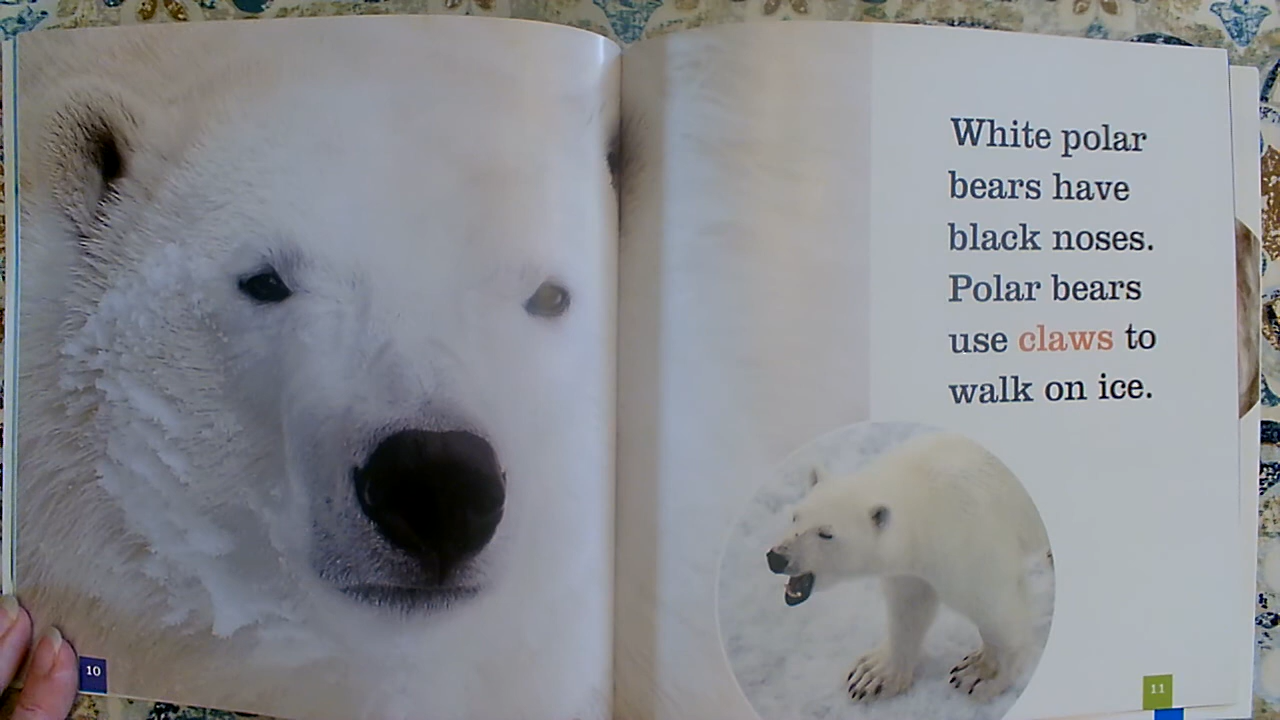 White polar
bears have
black noses.
Polar bears
use claws to
walk on ice.
10
11